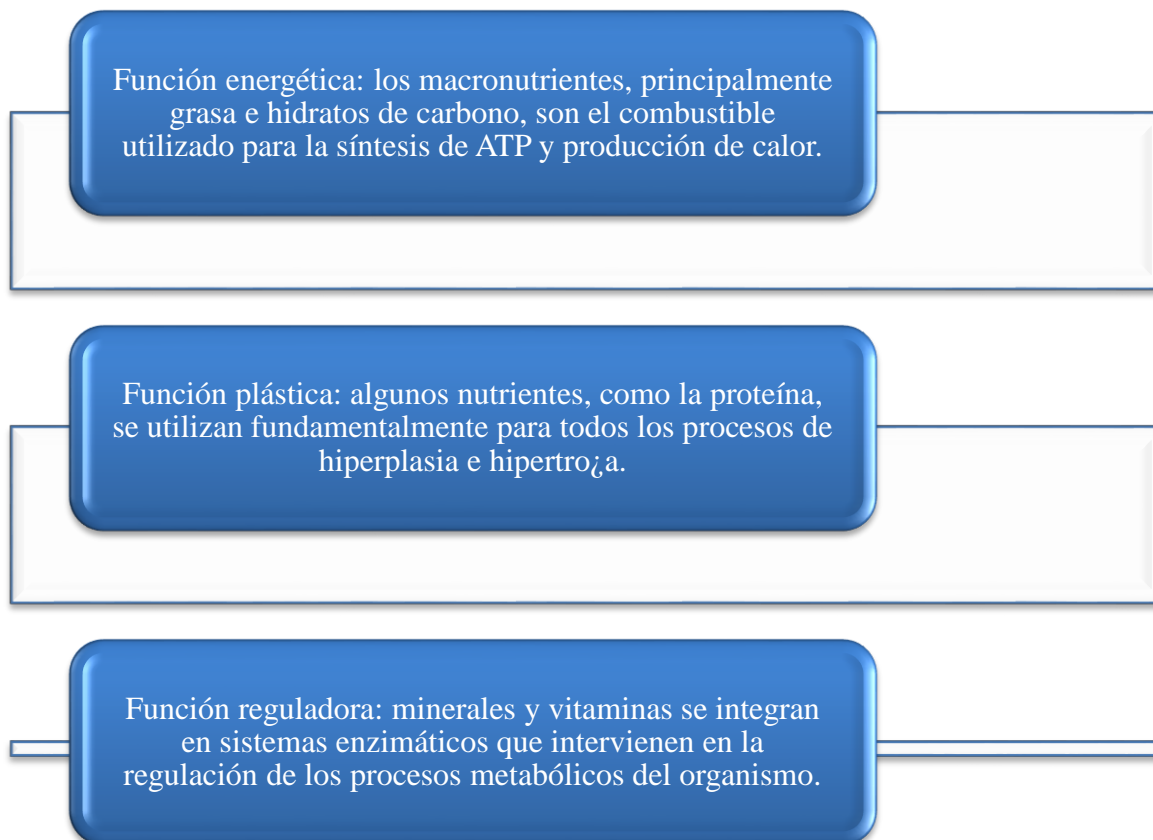 Función energética: los macronutrientes, principalmente
grasa e hidratos de carbono, son el combustible
utilizado para la síntesis de ATP y producción de calor.
Función plástica: algunos nutrientes, como la proteína,
se utilizan fundamentalmente para todos los procesos de
hiperplasia e hipertro¿a.
Función reguladora: minerales y vitaminas se integran
en sistemas enzimáticos que intervienen en la
regulación de los procesos metabólicos del organismo.